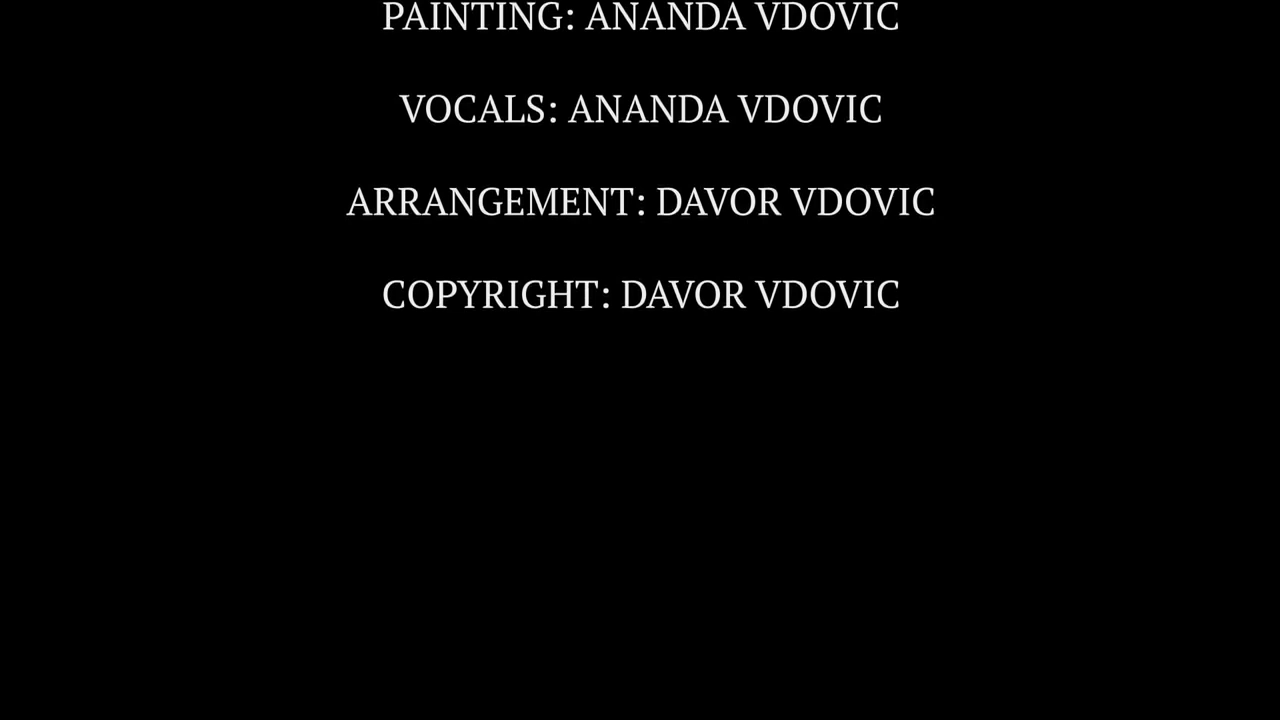 PAINTING: ANANDA VDOVIC
VOCALS: ANANDA VDOVIC
ARRANGEMENT: DAVOR VDOVIC
COPYRIGHT: DAVOR VDOVIC